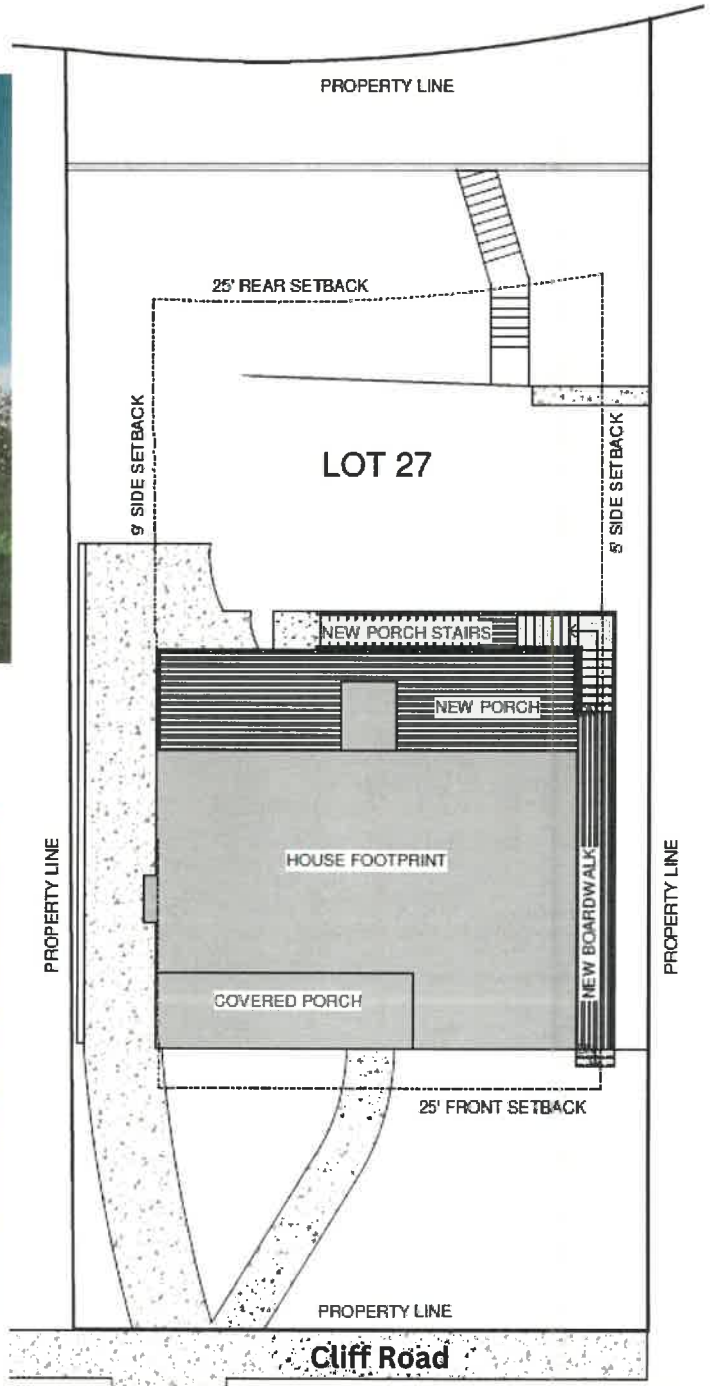 PROPERTY LINE
25' REAR SETBACK
9' SIDE SETBACK
LOT 27
5' SIDE SETBACK
NEW PORCH STAIRS
NEW PORCH
PROPERTY LINE
HOUSE FOOTPRINT
NEW BOARDWALK
PROPERTY LINE
COVERED PORCH
25' FRONT SETBACK
PROPERTY LINE
Cliff Road